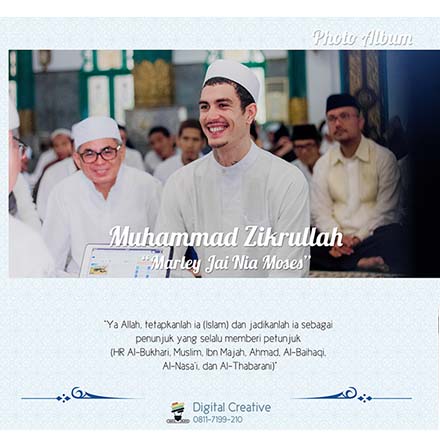 Photo Album
Muhammad Zikrullah
"Marley Jai Nia Moses"
"Ya Allah, tetapkanlah ia (Islam) dan jadikanlah ia sebagai
penunjuk yang selalu memberi petunjuk
(HR Al-Bukhari, Muslim, Ibn Majah, Ahmad, Al-Baihaqi,
Al-Nasa'i, dan Al-Thabarani)"
Digital Creative
0811-7199-210